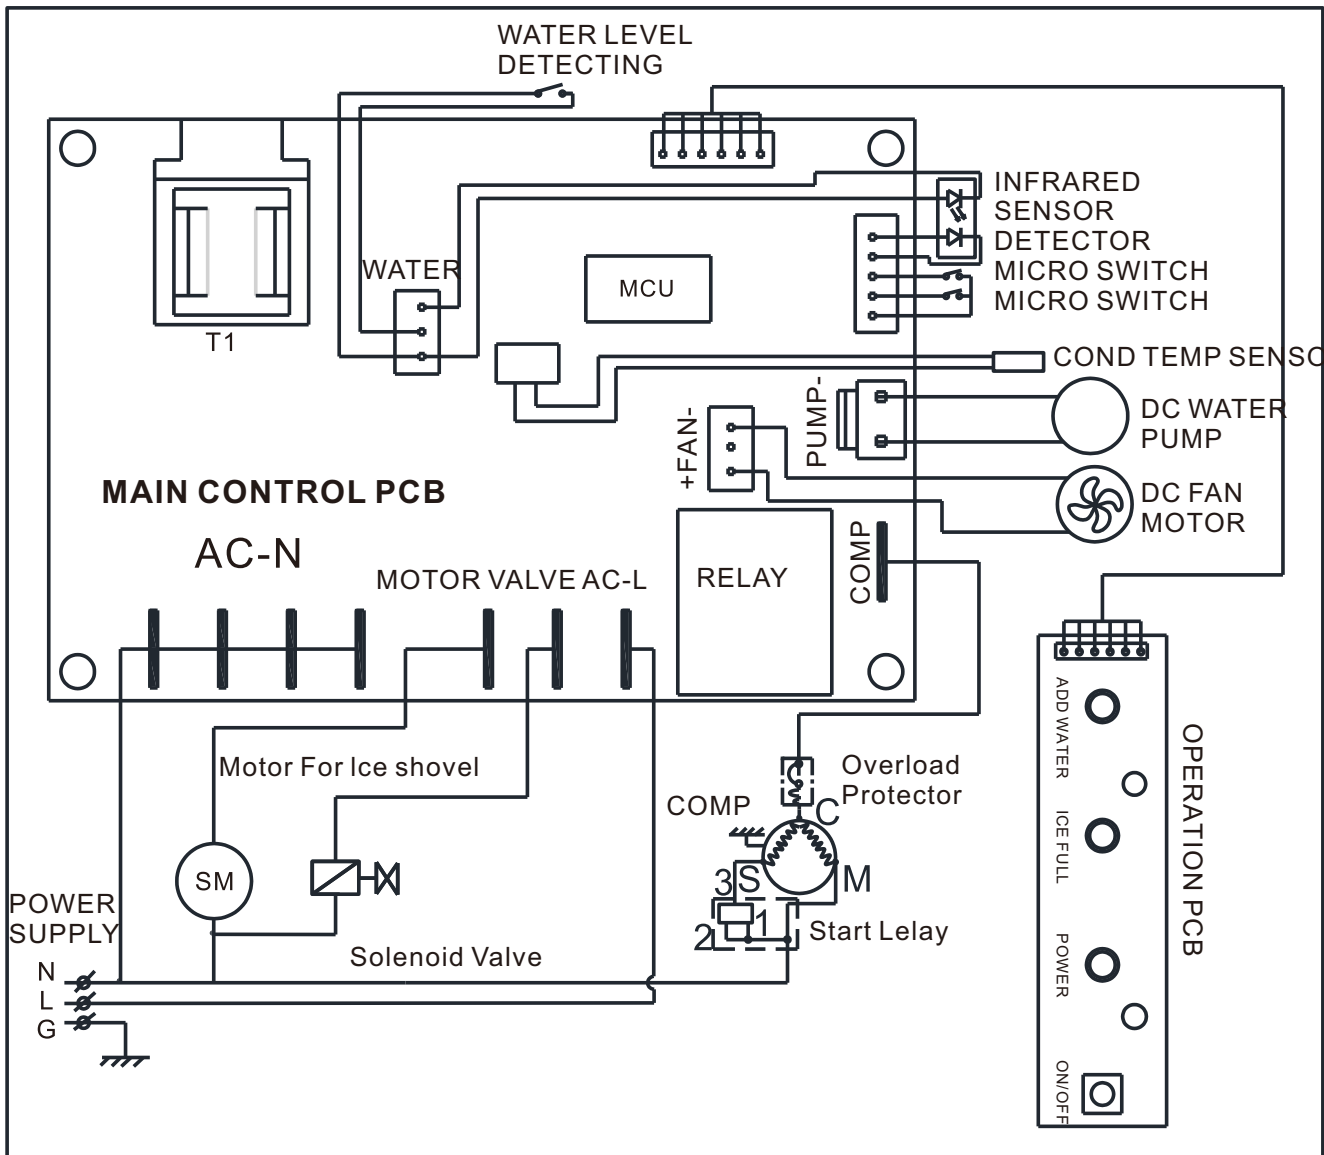 WATER LEVEL
DETECTING
INFRARED
SENSOR
DETECTOR
MICRO SWITCH
MICRO SWITCH
WATER
MCU
T1
COND TEMP SENSO
PUMP-
DC WATER
PUMP
+FAN-
MAIN CONTROL PCB
DC FAN
MOTOR
AC-N
MOTOR VALVE AC-L
RELAY
COMP
Motor For Ice shovel
Overload
Protector
COMP
C
SM
3 S M
1
2
Start Lelay
POWER
SUPPLY
Solenoid Valve
N
L
G
ADD WATER
ICE FULL
POWER
ON/OFF
OPERATION PCB